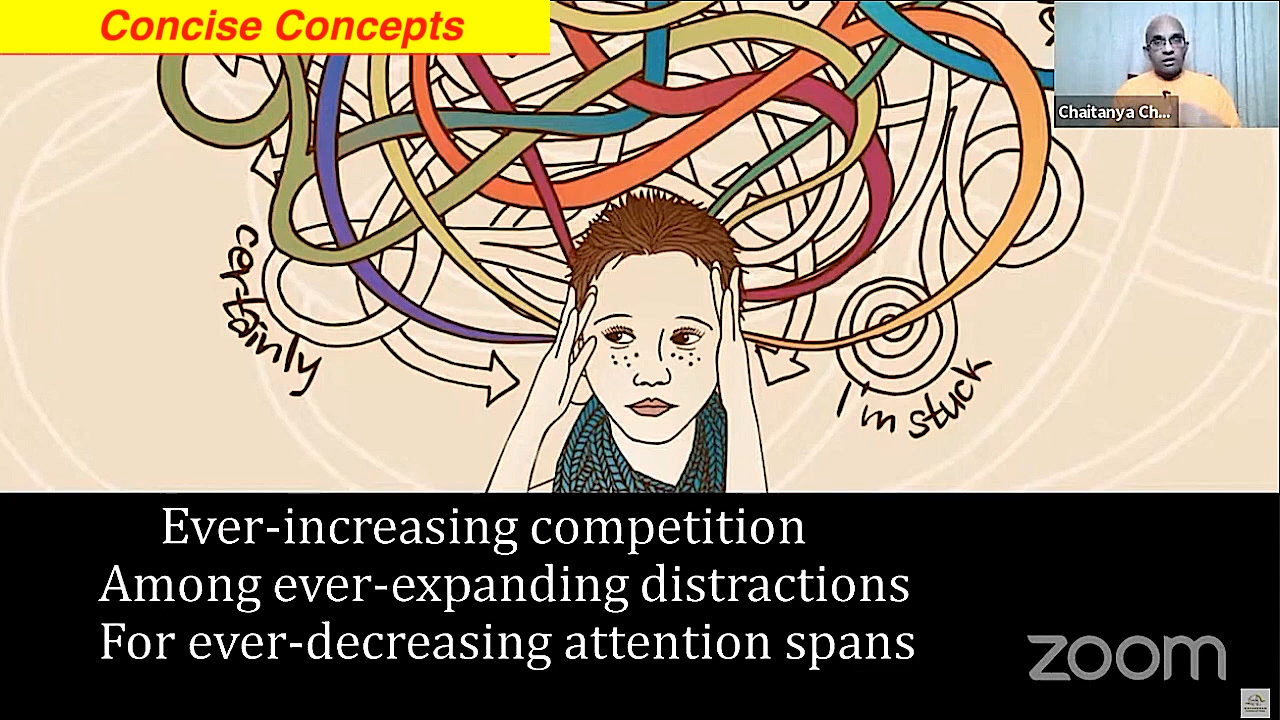 Concise Concepts
Chaitanya Ch...
certainly
I'm stuck
Ever-increasing competition
Among ever-expanding distractions
For ever-decreasing attention spans
zoom